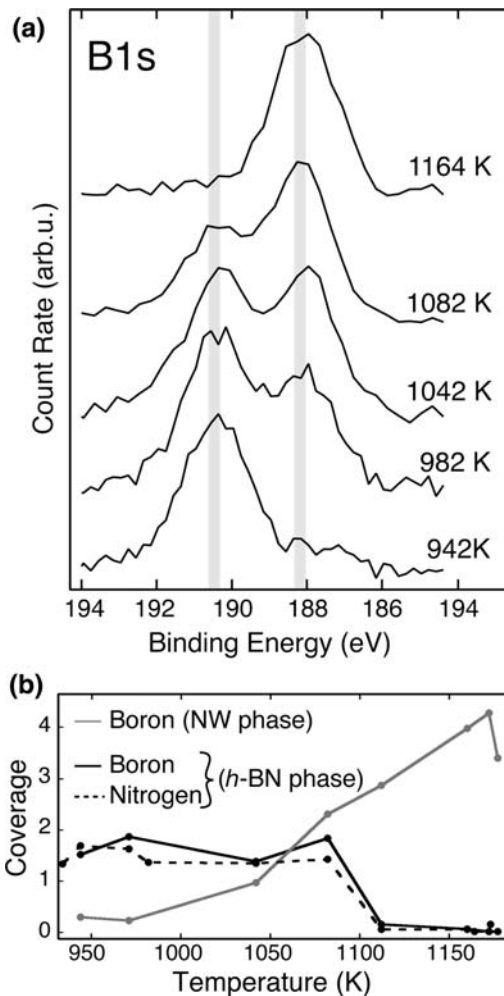 (a)
B1s
1164 K
1082 K
1042 K
982 K
942K
Count Rate (arb.u.)
194 192 190 188 186 194
Binding Energy (eV)
(b)
Boron (NW phase)
Boron
Nitrogen } (h-BN phase)
4
3
2
1
0
Coverage
950 1000 1050 1100 1150
Temperature (K)